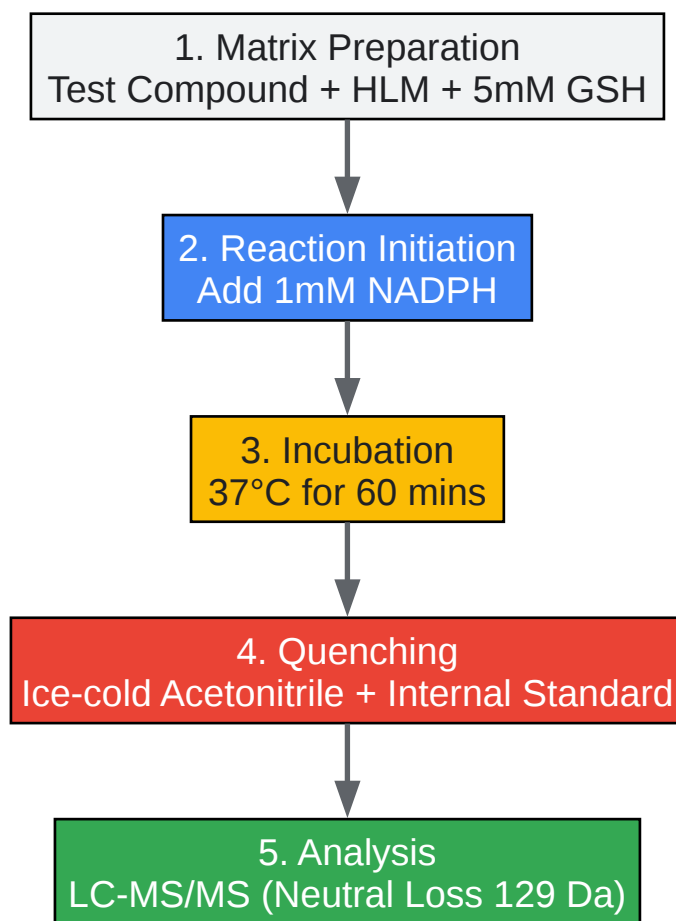 1. Matrix Preparation
Test Compound + HLM + 5mM GSH
2. Reaction Initiation
Add 1mM NADPH
3. Incubation
37°C for 60 mins
4. Quenching
Ice-cold Acetonitrile + Internal Standard
5. Analysis
LC-MS/MS (Neutral Loss 129 Da)